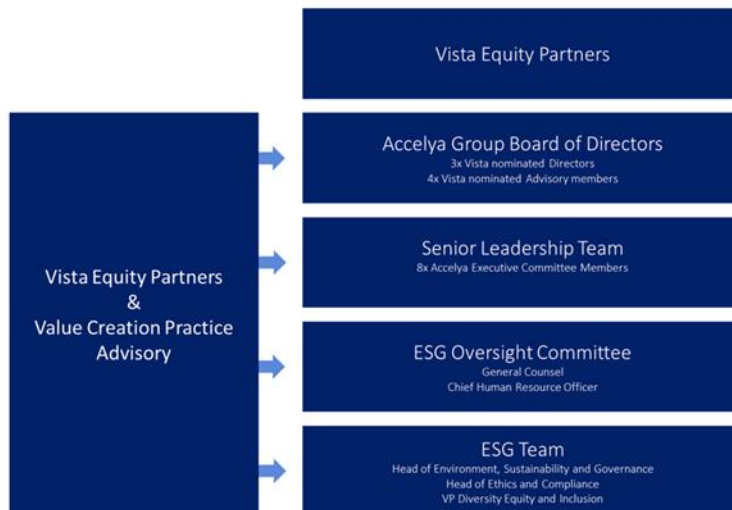 Vista Equity Partners
Accelya Group Board of Directors
3x Vista nominated Directors
4x Vista nominated Advisory members
Senior Leadership Team
8x Accelya Executive Committee Members
Vista Equity Partners
&
Value Creation Practice
Advisory
ESG Oversight Committee
General Counsel
Chief Human Resource Officer
ESG Team
Head of Environment, Sustainability and Governance
Head of Ethics and Compliance
VP Diversity Equity and Inclusion